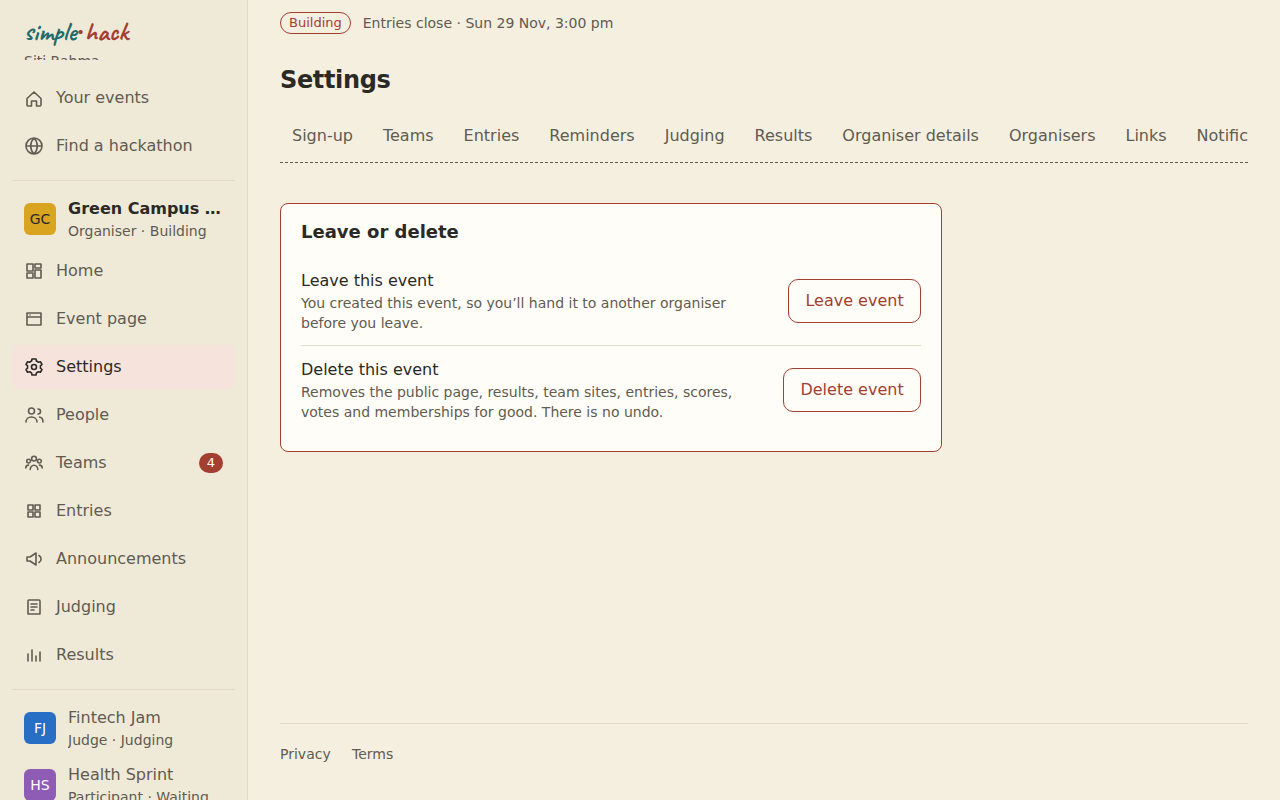 simple·hack
Your events
Find a hackathon
GC
Green Campus ...
Organiser · Building
Home
Event page
Settings
People
Teams
4
Entries
Announcements
Judging
Results
FJ
Fintech Jam
Judge · Judging
HS
Health Sprint
Participant · Waiting
Building
Entries close · Sun 29 Nov, 3:00 pm
Settings
Sign-up Teams Entries Reminders Judging Results Organiser details Organisers Links Notific
Leave or delete
Leave this event
You created this event, so you’ll hand it to another organiser
before you leave.
Leave event
Delete this event
Removes the public page, results, team sites, entries, scores,
votes and memberships for good. There is no undo.
Delete event
Privacy Terms